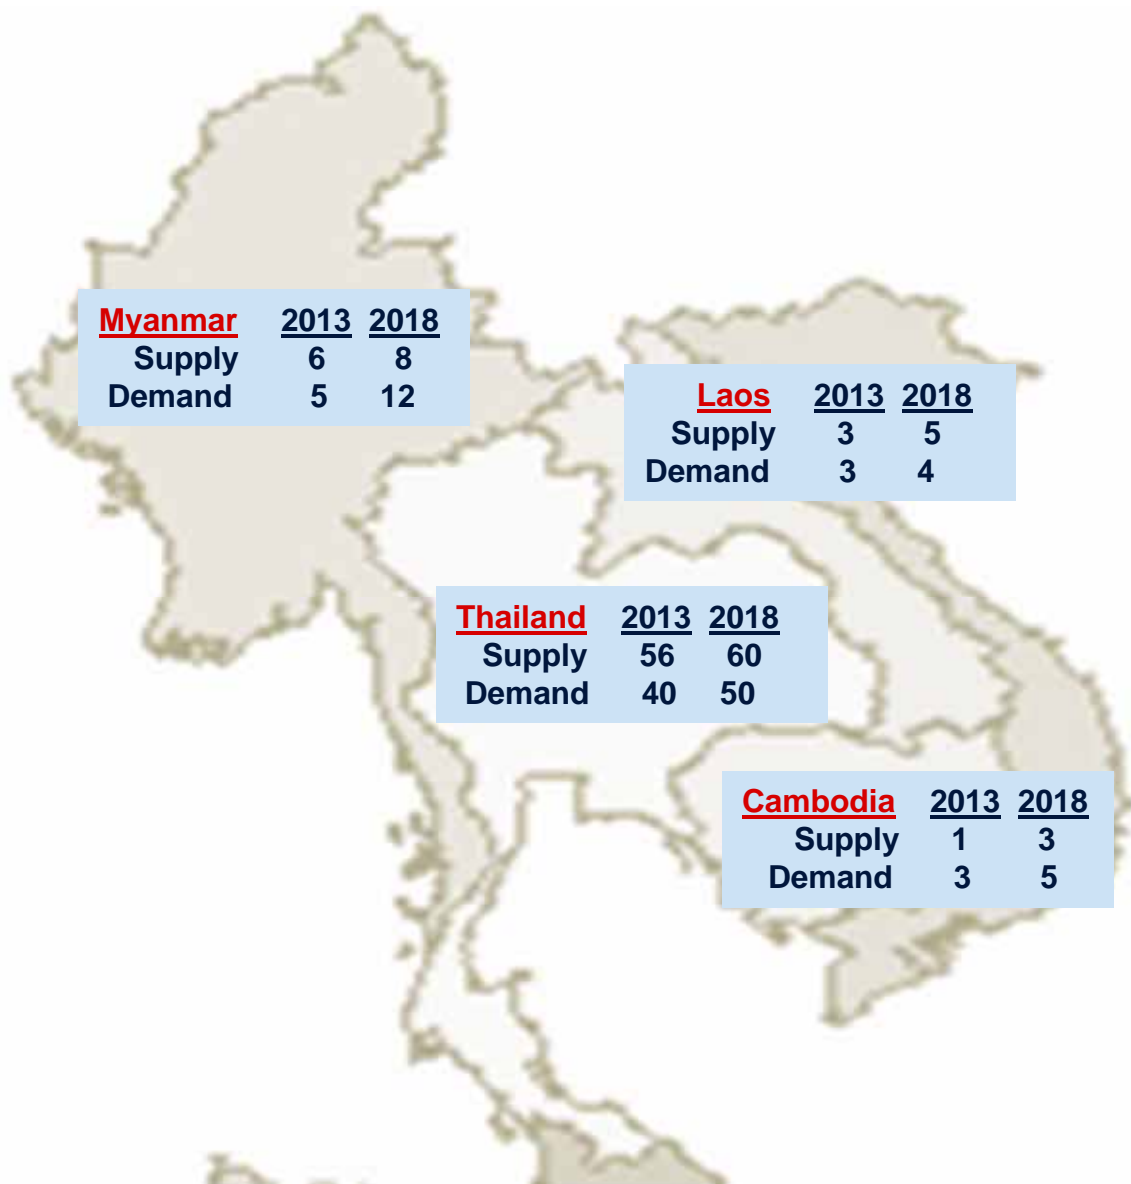 Myanmar 2013 2018
Supply 6 8
Demand 5 12
Laos 2013 2018
Supply 3 5
Demand 3 4
Thailand 2013 2018
Supply 56 60
Demand 40 50
Cambodia 2013 2018
Supply 1 3
Demand 3 5